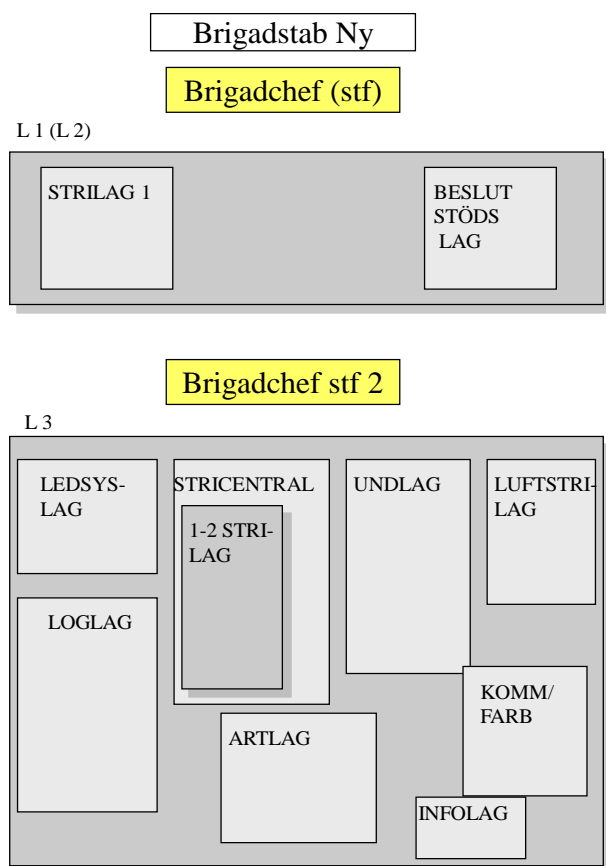 Brigadstab Ny
Brigadchef (stf)
L 1 (L 2)
STRILAG 1
BESLUT
STÖDS
LAG
Brigadchef stf 2
L 3
LEDSYS-
LAG
STRICENTRAL
1-2 STRI-
LAG
UNDLAG
LUFTSTRI-
LAG
LOGLAG
KOMM/
FARB
ARTLAG
INFOLAG